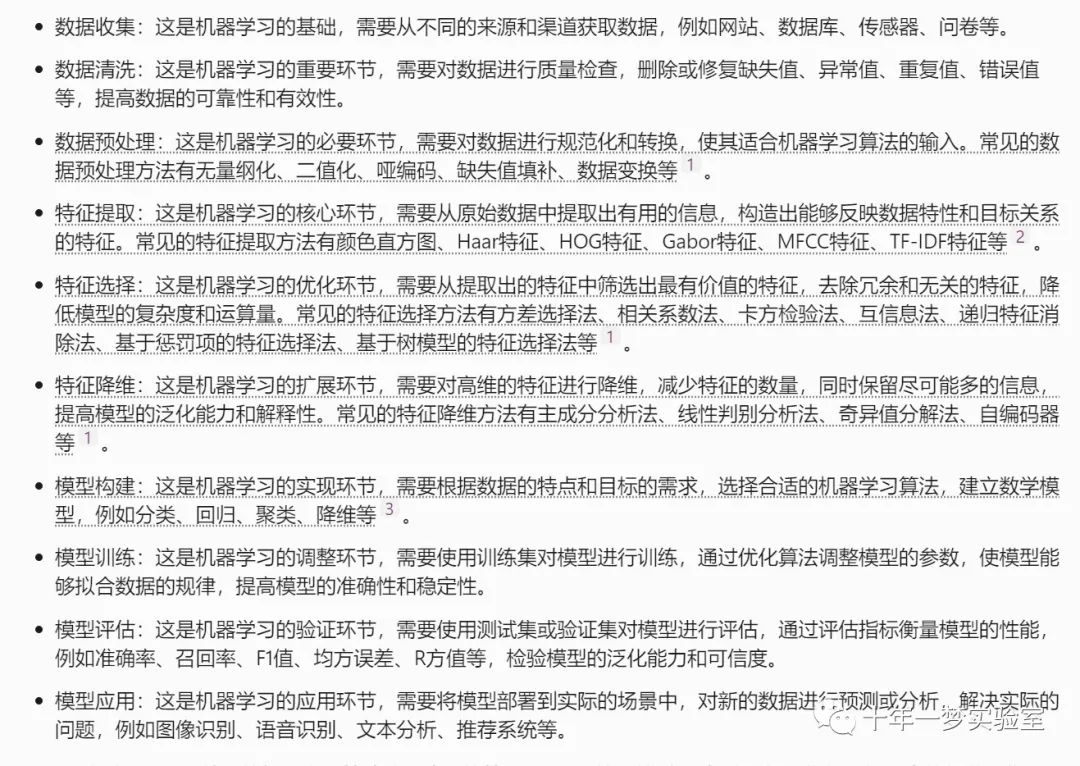 • 数据收集：这是机器学习的基础，需要从不同的来源和渠道获取数据，例如网站、数据库、传感器、问卷等。
• 数据清洗：这是机器学习的重要环节，需要对数据进行质量检查，删除或修复缺失值、异常值、重复值、错误值
等，提高数据的可靠性和有效性。
• 数据预处理：这是机器学习的必要环节，需要对数据进行规范化和转换，使其适合机器学习算法的输入。常见的数
据预处理方法有无量纲化、二值化、哑编码、缺失值填补、数据变换等 1 。
• 特征提取：这是机器学习的核心环节，需要从原始数据中提取出有用的信息，构造出能够反映数据特性和目标关系
的特征。常见的特征提取方法有颜色直方图、Haar特征、HOG特征、Gabor特征、MFCC特征、TF-IDF特征等 2 。
• 特征选择：这是机器学习的优化环节，需要从提取出的特征中筛选出最有价值的特征，去除冗余和无关的特征，降
低模型的复杂度和运算量。常见的特征选择方法有方差选择法、相关系数法、卡方检验法、互信息法、递归特征消
除法、基于惩罚项的特征选择法、基于树模型的特征选择法等 1 。
• 特征降维：这是机器学习的扩展环节，需要对高维的特征进行降维，减少特征的数量，同时保留尽可能多的信息，
提高模型的泛化能力和解释性。常见的特征降维方法有主成分分析法、线性判别分析法、奇异值分解法、自编码器
等 1 。
• 模型构建：这是机器学习的实现环节，需要根据数据的特点和目标的需求，选择合适的机器学习算法，建立数学模
型，例如分类、回归、聚类、降维等 3 。
• 模型训练：这是机器学习的调整环节，需要使用训练集对模型进行训练，通过优化算法调整模型的参数，使模型能
够拟合数据的规律，提高模型的准确性和稳定性。
• 模型评估：这是机器学习的验证环节，需要使用测试集或验证集对模型进行评估，通过评估指标衡量模型的性能，
例如准确率、召回率、F1值、均方误差、R方值等，检验模型的泛化能力和可信度。
• 模型应用：这是机器学习的应用环节，需要将模型部署到实际的场景中，对新的数据进行预测或分析，解决实际的
问题，例如图像识别、语音识别、文本分析、推荐系统等。
十年一梦实验室